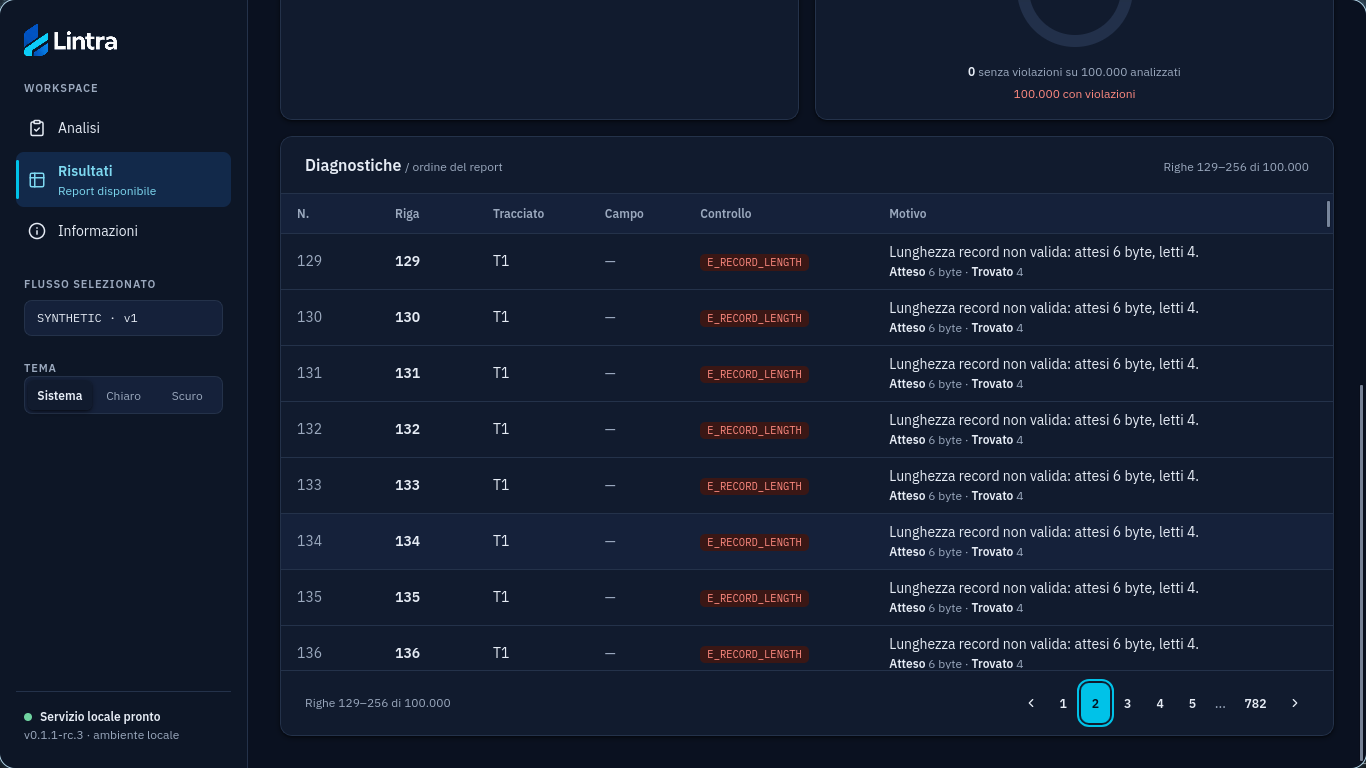 Lintra
WORKSPACE
Analisi
Risultati
Report disponibile
Informazioni
FLUSSO SELEZIONATO
SYNTHETIC · v1
TEMA
Sistema Chiaro Scuro
Servizio locale pronto
v0.1.1-rc.3 · ambiente locale
0 senza violazioni su 100.000 analizzati
100.000 con violazioni
Diagnostiche / ordine del report Righe 129–256 di 100.000
N. Riga Tracciato Campo Controllo Motivo
129 129 T1 — E_RECORD_LENGTH Lunghezza record non valida: attesi 6 byte, letti 4.
Atteso 6 byte · Trovato 4
130 130 T1 — E_RECORD_LENGTH Lunghezza record non valida: attesi 6 byte, letti 4.
Atteso 6 byte · Trovato 4
131 131 T1 — E_RECORD_LENGTH Lunghezza record non valida: attesi 6 byte, letti 4.
Atteso 6 byte · Trovato 4
132 132 T1 — E_RECORD_LENGTH Lunghezza record non valida: attesi 6 byte, letti 4.
Atteso 6 byte · Trovato 4
133 133 T1 — E_RECORD_LENGTH Lunghezza record non valida: attesi 6 byte, letti 4.
Atteso 6 byte · Trovato 4
134 134 T1 — E_RECORD_LENGTH Lunghezza record non valida: attesi 6 byte, letti 4.
Atteso 6 byte · Trovato 4
135 135 T1 — E_RECORD_LENGTH Lunghezza record non valida: attesi 6 byte, letti 4.
Atteso 6 byte · Trovato 4
136 136 T1 — E_RECORD_LENGTH Lunghezza record non valida: attesi 6 byte, letti 4.
Atteso 6 byte · Trovato 4
Righe 129–256 di 100.000 1 2 3 4 5 ... 782